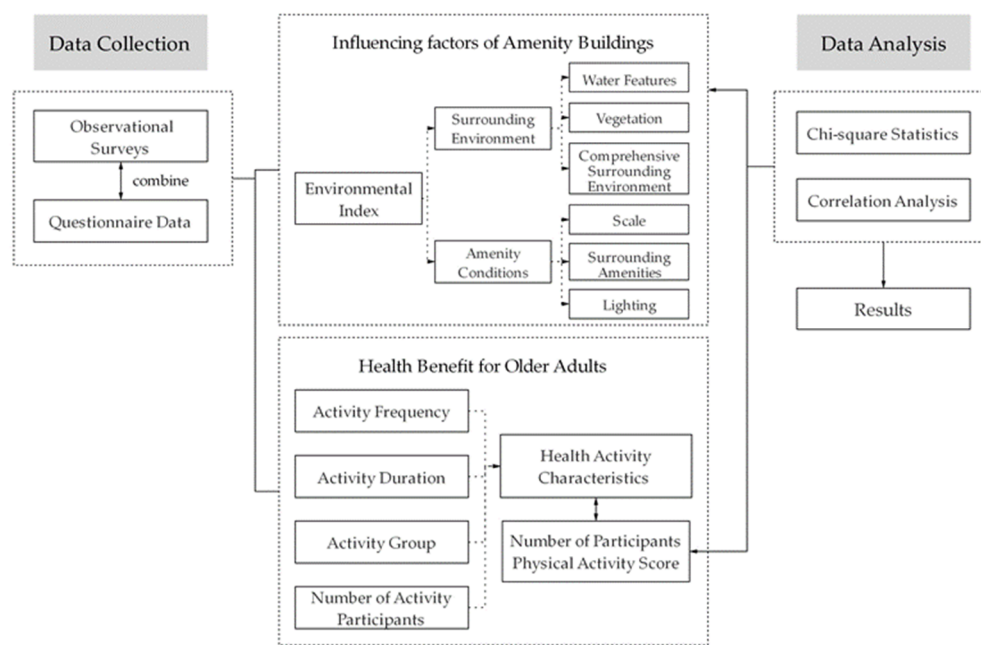 Data Collection
Observational
Surveys
combine
Questionnaire Data
Influencing factors of Amenity Buildings
Environmental
Index
Surrounding
Environment
Amenity
Conditions
Water Features
Vegetation
Comprehensive
Surrounding
Environment
Scale
Surrounding
Amenities
Lighting
Health Benefit for Older Adults
Activity Frequency
Activity Duration
Activity Group
Number of Activity
Participants
Health Activity
Characteristics
Number of Participants
Physical Activity Score
Data Analysis
Chi-square Statistics
Correlation Analysis
Results